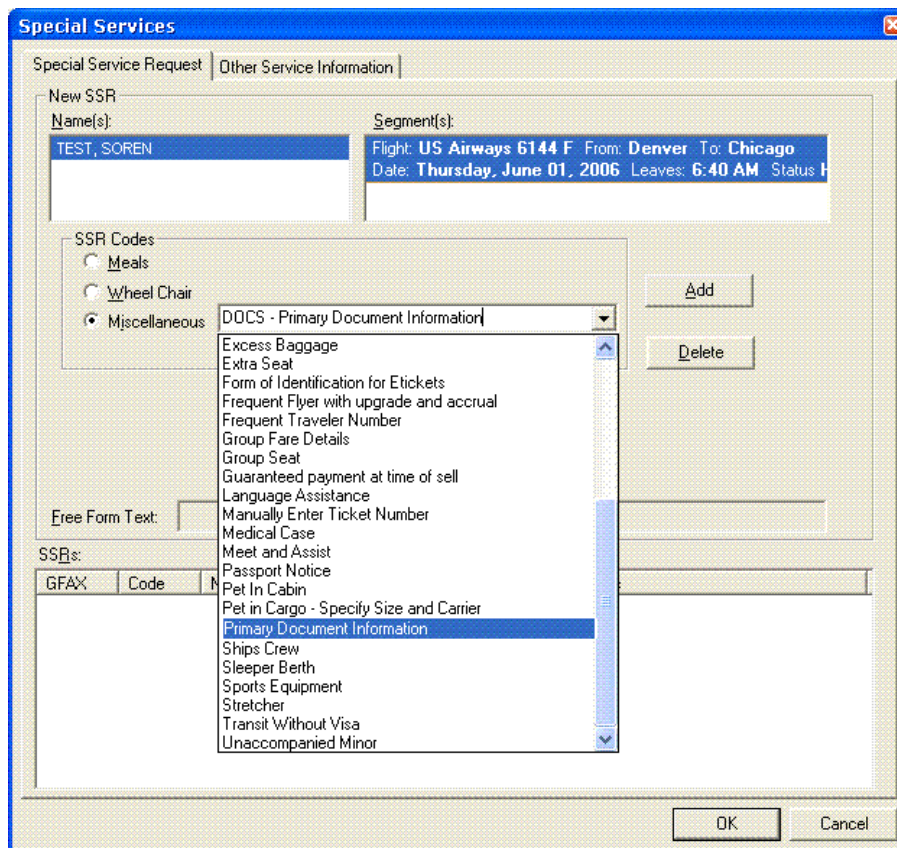 Special Services
Special Service Request Other Service Information
New SSR
Name(s): Segment(s):
TEST, SOREN Flight: US Airways 6144 F From: Denver To: Chicago
Date: Thursday, June 01, 2006 Leaves: 6:40 AM Status
SSR Codes
Meals
Wheel Chair Add
Miscellaneous DOCS - Primary Document Information
Delete
Excess Baggage
Extra Seat
Form of Identification for Etickets
Frequent Flyer with upgrade and accrual
Frequent Traveler Number
Group Fare Details
Group Seat
Guaranteed payment at time of sell
Language Assistance
Manually Enter Ticket Number
Free Form Text:
Medical Case
Meet and Assist
SSRs:
Passport Notice
GFAX Code N
Pet In Cabin
Pet in Cargo - Specify Size and Carrier
Primary Document Information
Ships Crew
Sleeper Berth
Sports Equipment
Stretcher
Transit Without Visa
Unaccompanied Minor
OK Cancel